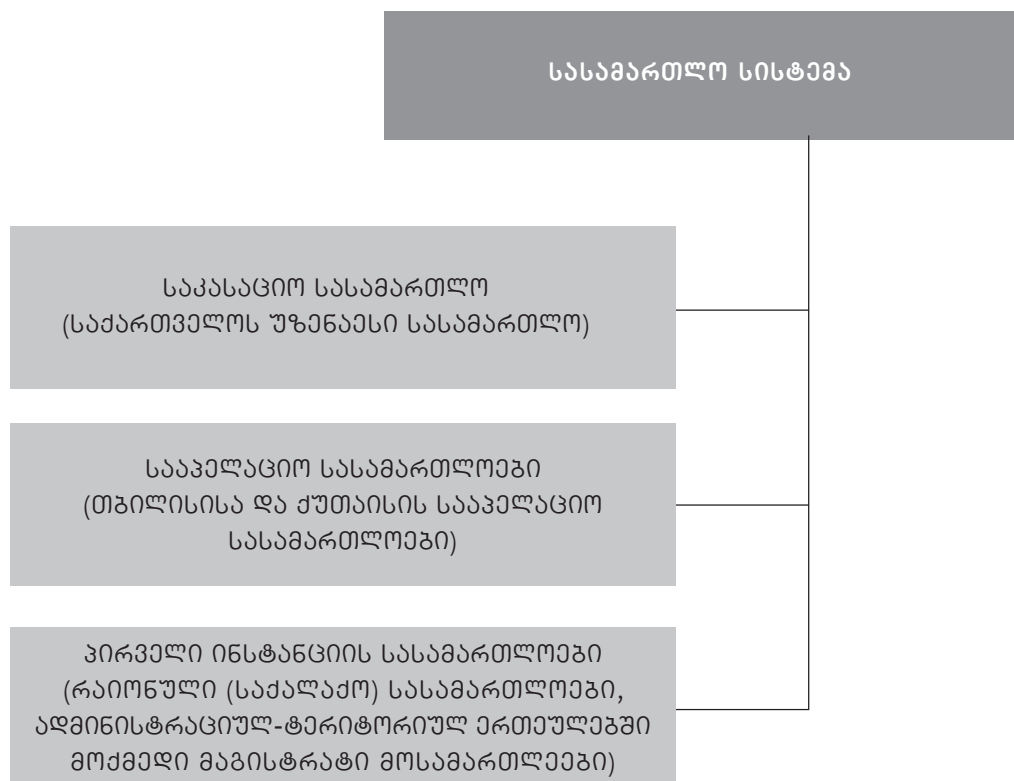 სასამართლო სისტემა
საკასაციო სასამართლო
(საქართველოს უზენაესი სასამართლო)
სააპელაციო სასამართლოები
(თბილისისა და ქუთაისის სააპელაციო
სასამართლოები)
პირველი ინსტანციის სასამართლოები
(რაიონული (საქალაქო) სასამართლოები,
ადმინისტრაციულ-ტერიტორიულ ერთეულებში
მოქმედი მაგისტრატი მოსამართლეები)